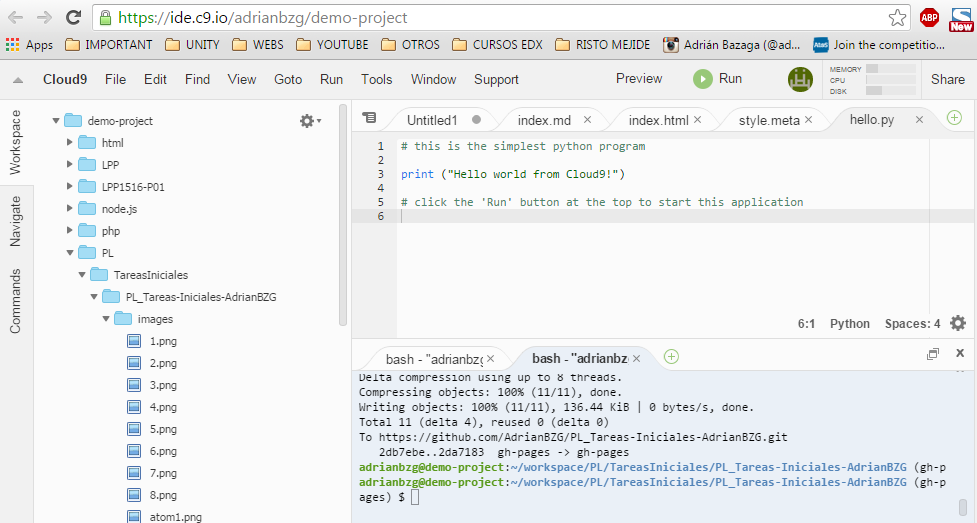 https://ide.c9.io/adrianbzg/demo-project
ABP
New
Apps IMPORTANT UNITY WEBS YOUTUBE OTROS CURSOS EDX RISTO MEJIDE Adrián Bazaga (@ad... Join the competitio...
Cloud9 File Edit Find View Goto Run Tools Window Support Preview Run MEMORY CPU DISK Share
Workspace
Navigate
Commands
demo-project
html
LPP
LPP1516-P01
node.js
php
PL
TareasIniciales
PL_Tareas-Iniciales-AdrianBZG
images
1.png
2.png
3.png
4.png
5.png
6.png
7.png
8.png
atom1.png
Untitled1 index.md × index.html × style.meta × hello.py ×
1 # this is the simplest python program
2
3 print ("Hello world from Cloud9!")
4
5 # click the 'Run' button at the top to start this application
6
6:1 Python Spaces: 4
bash - "adrianbzg × bash - "adrianbz ×
Delta compression using up to 8 threads.
Compressing objects: 100% (11/11), done.
Writing objects: 100% (11/11), 136.44 KiB | 0 bytes/s, done.
Total 11 (delta 4), reused 0 (delta 0)
To https://github.com/AdrianBZG/PL_Tareas-Iniciales-AdrianBZG.git
2db7ebe..2da7183 gh-pages -> gh-pages
adrianbzg@demo-project:~/workspace/PL/TareasIniciales/PL_Tareas-Iniciales-AdrianBZG (gh-p
adrianbzg@demo-project:~/workspace/PL/TareasIniciales/PL_Tareas-Iniciales-AdrianBZG (gh-p
ages) $